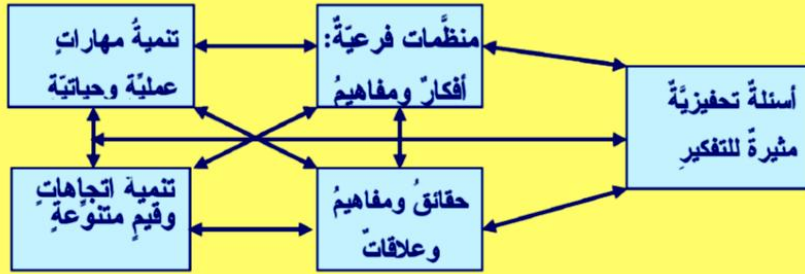 أسئلةٌ تحفيزيَّةٌ
مثيرةٌ للتفكيرِ
منظَّمات فرعيّةٌ:
أفكارٌ ومفاهيمُ
تنميةُ مهاراتٍ
عمليَّةٍ وحياتيّة
حقائقُ ومفاهيمُ
وعلاقاتٌ
تنمية اتجاهاتٍ
وقيمٍ متنوّعةٍ